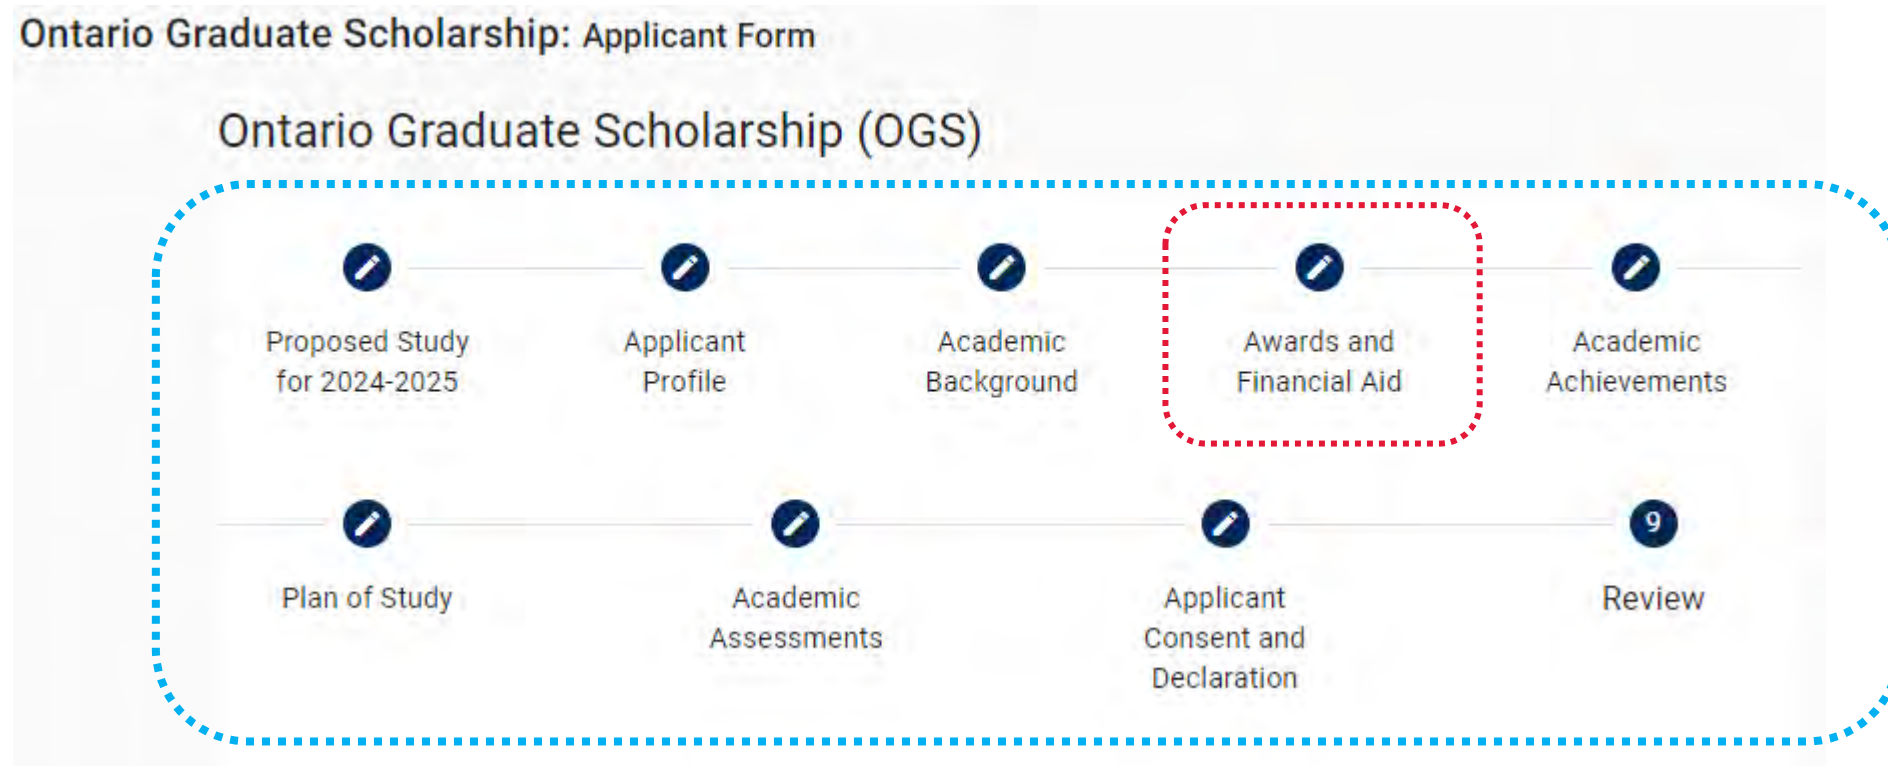 Ontario Graduate Scholarship: Applicant Form
Ontario Graduate Scholarship (OGS)
Proposed Study
for 2024-2025
Applicant
Profile
Academic
Background
Awards and
Financial Aid
Academic
Achievements
Plan of Study
Academic
Assessments
Applicant
Consent and
Declaration
9
Review